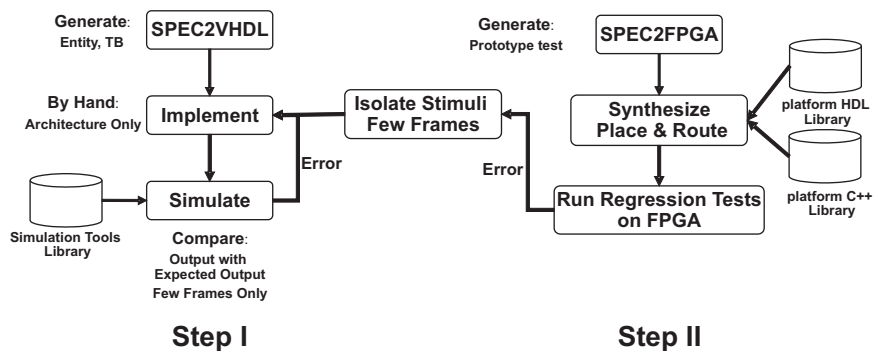 Generate:
Entity, TB
SPEC2VHDL
By Hand:
Architecture Only
Implement
Isolate Stimuli
Few Frames
Error
Simulate
Simulation Tools
Library
Compare:
Output with
Expected Output
Few Frames Only
Step I
Generate:
Prototype test
SPEC2FPGA
Synthesize
Place & Route
platform HDL
Library
Error
Run Regression Tests
on FPGA
platform C++
Library
Step II